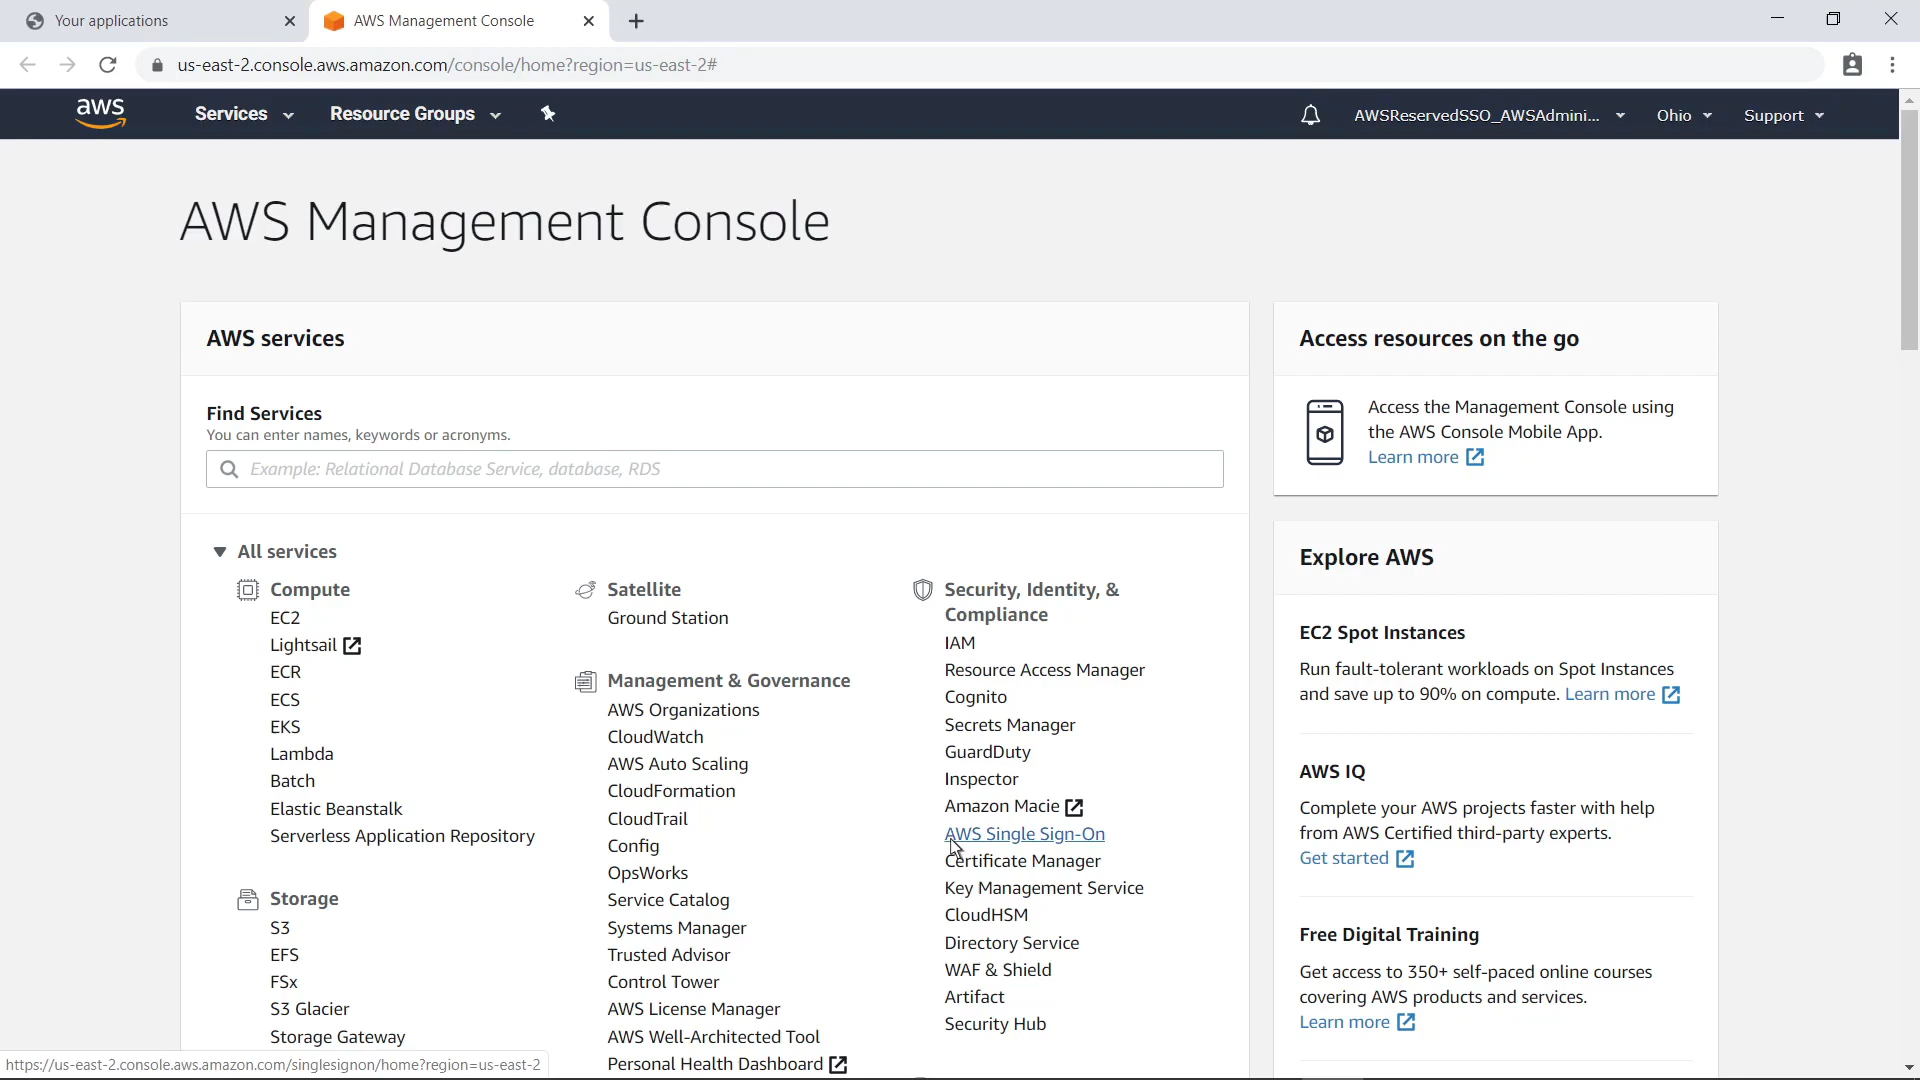 Your applications
AWS Management Console
us-east-2.console.aws.amazon.com/console/home?region=us-east-2#
aws
Services
Resource Groups
AWSReservedSSO_AWSAdmini...
Ohio
Support
AWS Management Console
AWS services
Find Services
You can enter names, keywords or acronyms.
Example: Relational Database Service, database, RDS
All services
Compute
EC2
Lightsail
ECR
ECS
EKS
Lambda
Batch
Elastic Beanstalk
Serverless Application Repository
Storage
S3
EFS
FSx
S3 Glacier
Storage Gateway
Satellite
Ground Station
Management & Governance
AWS Organizations
CloudWatch
AWS Auto Scaling
CloudFormation
CloudTrail
Config
OpsWorks
Service Catalog
Systems Manager
Trusted Advisor
Control Tower
AWS License Manager
AWS Well-Architected Tool
Personal Health Dashboard
Security, Identity, &
Compliance
IAM
Resource Access Manager
Cognito
Secrets Manager
GuardDuty
Inspector
Amazon Macie
AWS Single Sign-On
Certificate Manager
Key Management Service
CloudHSM
Directory Service
WAF & Shield
Artifact
Security Hub
Access resources on the go
Access the Management Console using
the AWS Console Mobile App.
Learn more
Explore AWS
EC2 Spot Instances
Run fault-tolerant workloads on Spot Instances
and save up to 90% on compute. Learn more
AWS IQ
Complete your AWS projects faster with help
from AWS Certified third-party experts.
Get started
Free Digital Training
Get access to 350+ self-paced online courses
covering AWS products and services.
Learn more
https://us-east-2.console.aws.amazon.com/singlesignon/home?region=us-east-2